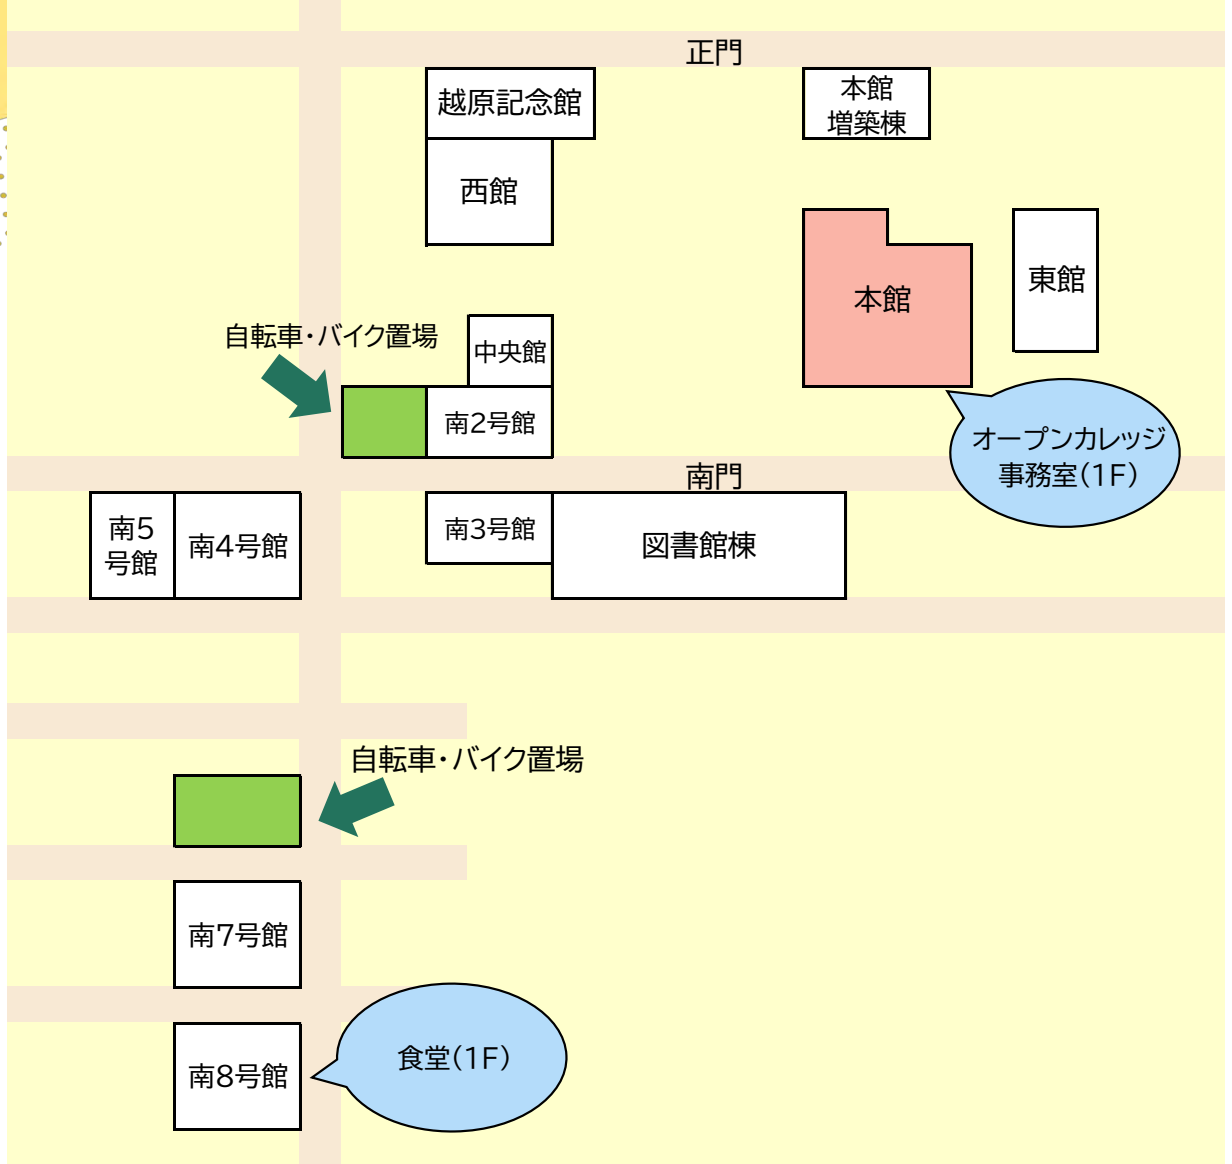 正門
越原記念館
本館
増築棟
西館
本館
東館
自転車・バイク置場
中央館
南2号館
オープンカレッジ
事務室(1F)
南門
南5
号館
南4号館
南3号館
図書館棟
自転車・バイク置場
南7号館
食堂(1F)
南8号館